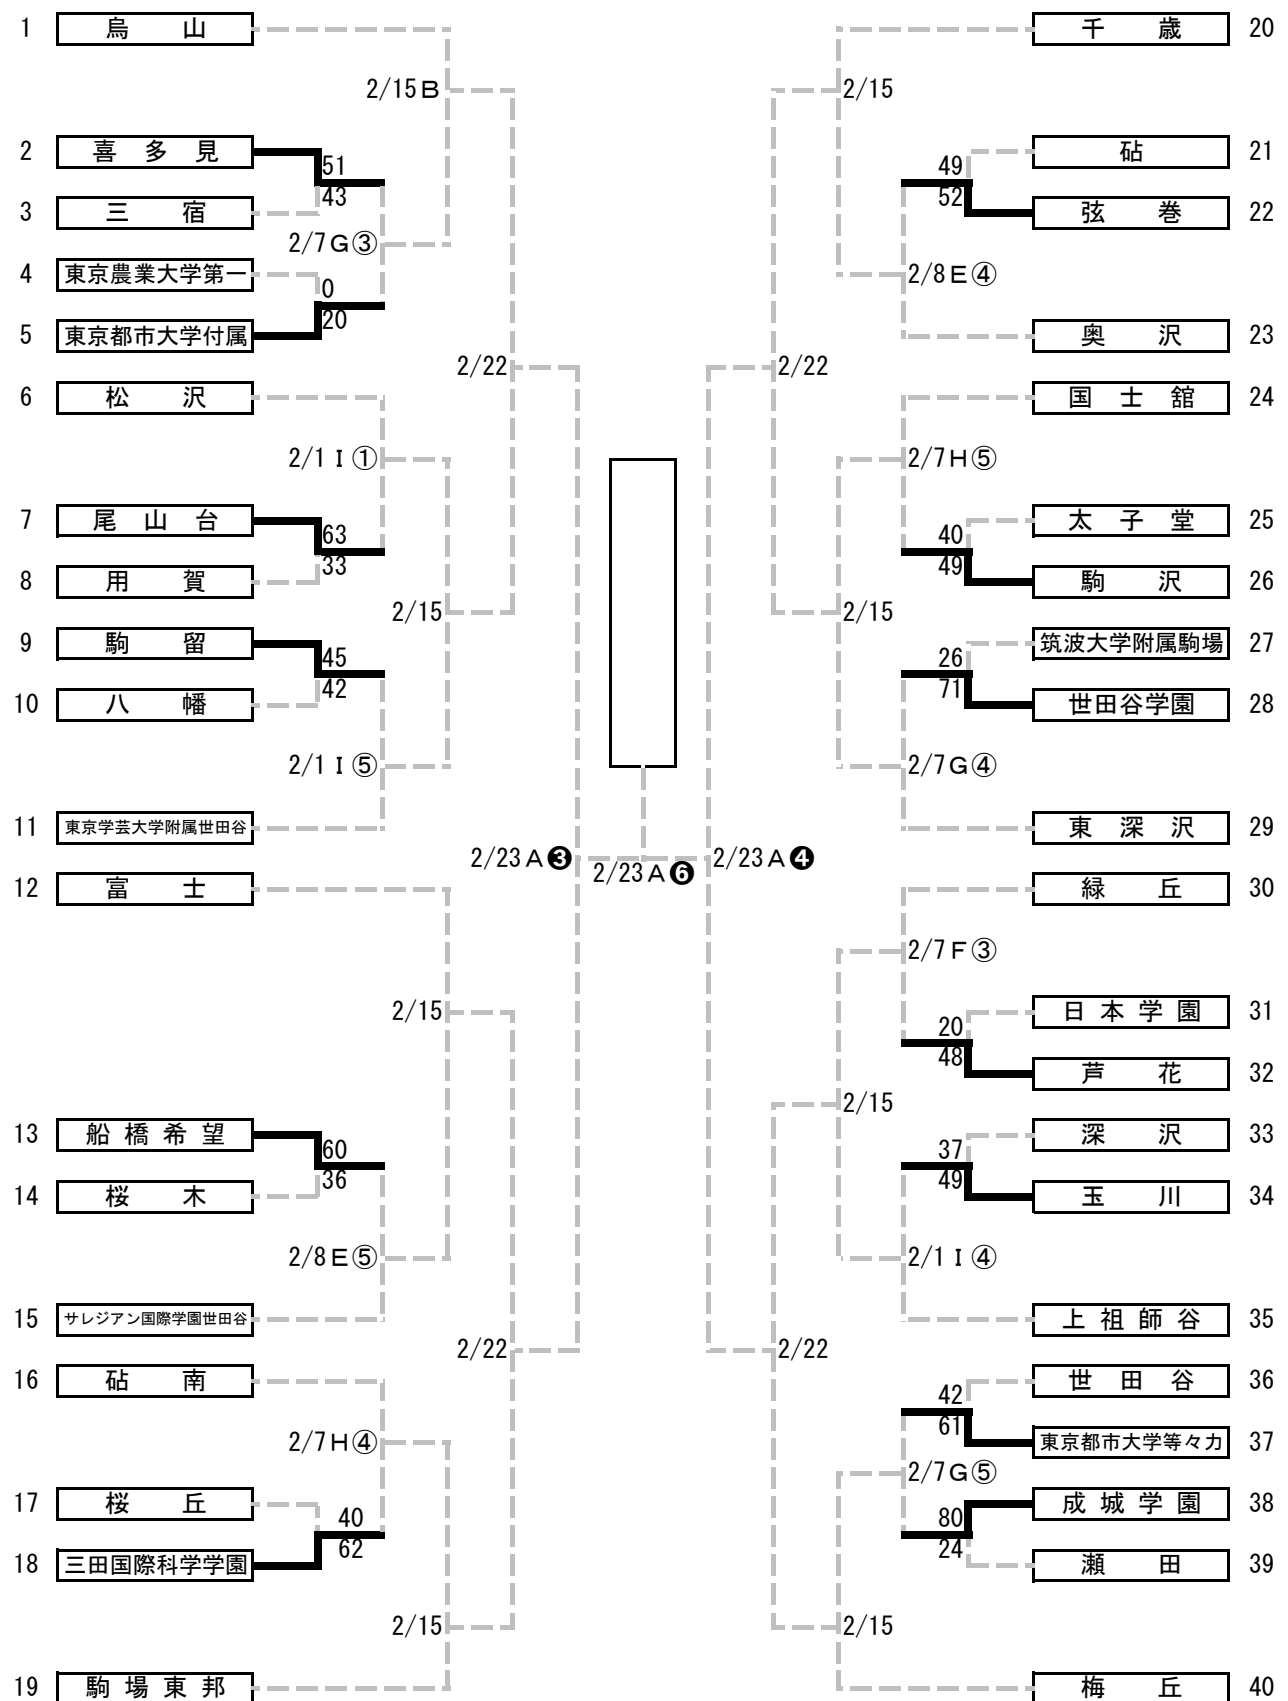 1 烏山
2/15B
2 喜多見
51
43
3 三宿
2/7G③
4 東京農業大学第一
0
20
5 東京都市大学付属
2/22
6 松沢
2/1I①
7 尾山台
63
33
8 用賀
2/15
9 駒留
45
42
10 八幡
2/1I⑤
11 東京学芸大学附属世田谷
2/23A❸
12 富士
2/15
13 船橋希望
60
36
14 桜木
2/8E⑤
15 サレジアン国際学園世田谷
2/22
16 砧南
2/7H④
17 桜丘
40
62
18 三田国際科学学園
2/15
19 駒場東邦
2/23A❻
千歳 20
2/15
砧 21
49
52
弦巻 22
2/8E④
奥沢 23
2/22
国士舘 24
2/7H⑤
太子堂 25
40
49
駒沢 26
2/15
筑波大学附属駒場 27
26
71
世田谷学園 28
2/7G④
東深沢 29
2/23A❹
緑丘 30
2/7F③
日本学園 31
20
48
芦花 32
2/15
深沢 33
37
49
玉川 34
2/1I④
上祖師谷 35
2/22
世田谷 36
42
61
東京都市大学等々力 37
2/7G⑤
成城学園 38
80
24
瀬田 39
2/15
梅丘 40